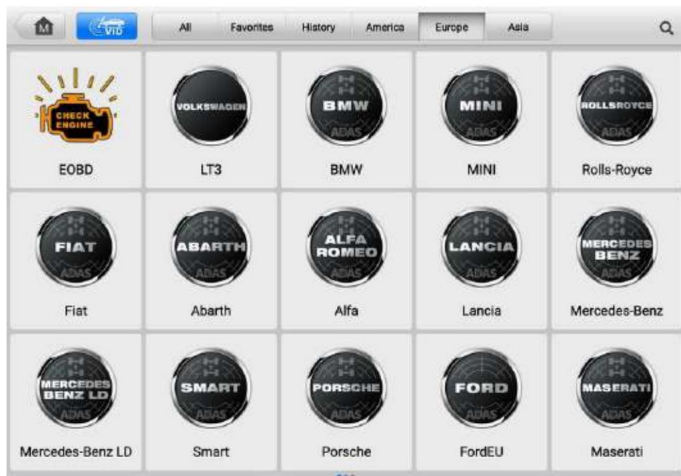 M VID All Favorites History America Europe Asia
CHECK
ENGINE
EOBD
VOLKSWAGEN
LT3
BMW
ADAS
BMW
MINI
ADAS
MINI
ROLLSROYCE
ADAS
Rolls-Royce
FIAT
ADAS
Fiat
ABARTH
ADAS
Abarth
ALFA
ROMEO
ADAS
Alfa
LANCIA
ADAS
Lancia
MERCEDES
BENZ
ADAS
Mercedes-Benz
MERCEDES
BENZ LD
ADAS
Mercedes-Benz LD
SMART
ADAS
Smart
PORSCHE
ADAS
Porsche
FORD
ADAS
FordEU
MASERATI
ADAS
Maserati